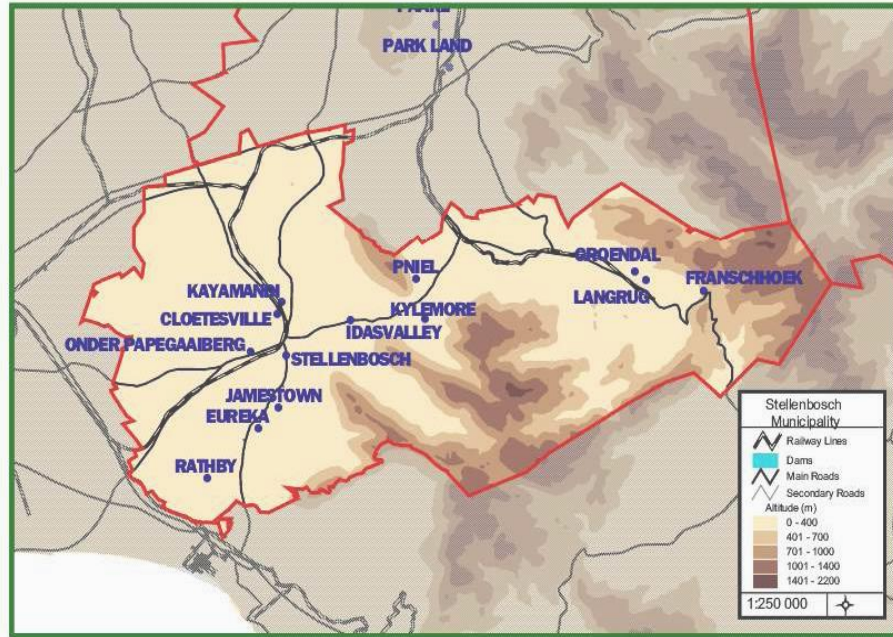 PAARL
PARK LAND
GROENDAL
PNIEL
FRANSCHHOEK
KAYAMANDI
LANGRUG
CLOETESVILLE
KYLEMORE
IDASVALLEY
ONDER PAPEGAAIBERG
STELLENBOSCH
JAMESTOWN
EUREKA
RATHBY
Stellenbosch
Municipality
Railway Lines
Dams
Main Roads
Secondary Roads
Altitude (m)
0 - 400
401 - 700
701 - 1000
1001 - 1400
1401 - 2200
1:250 000